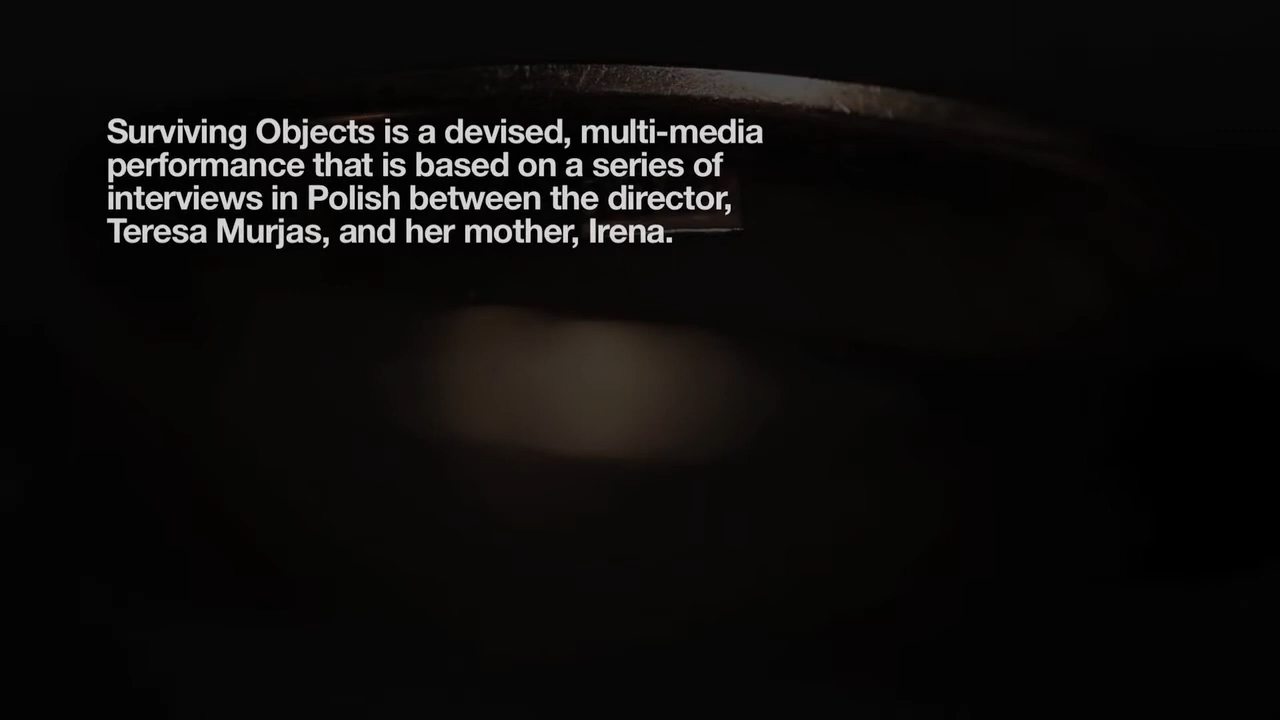 Surviving Objects is a devised, multi-media
performance that is based on a series of
interviews in Polish between the director,
Teresa Murjas, and her mother, Irena.